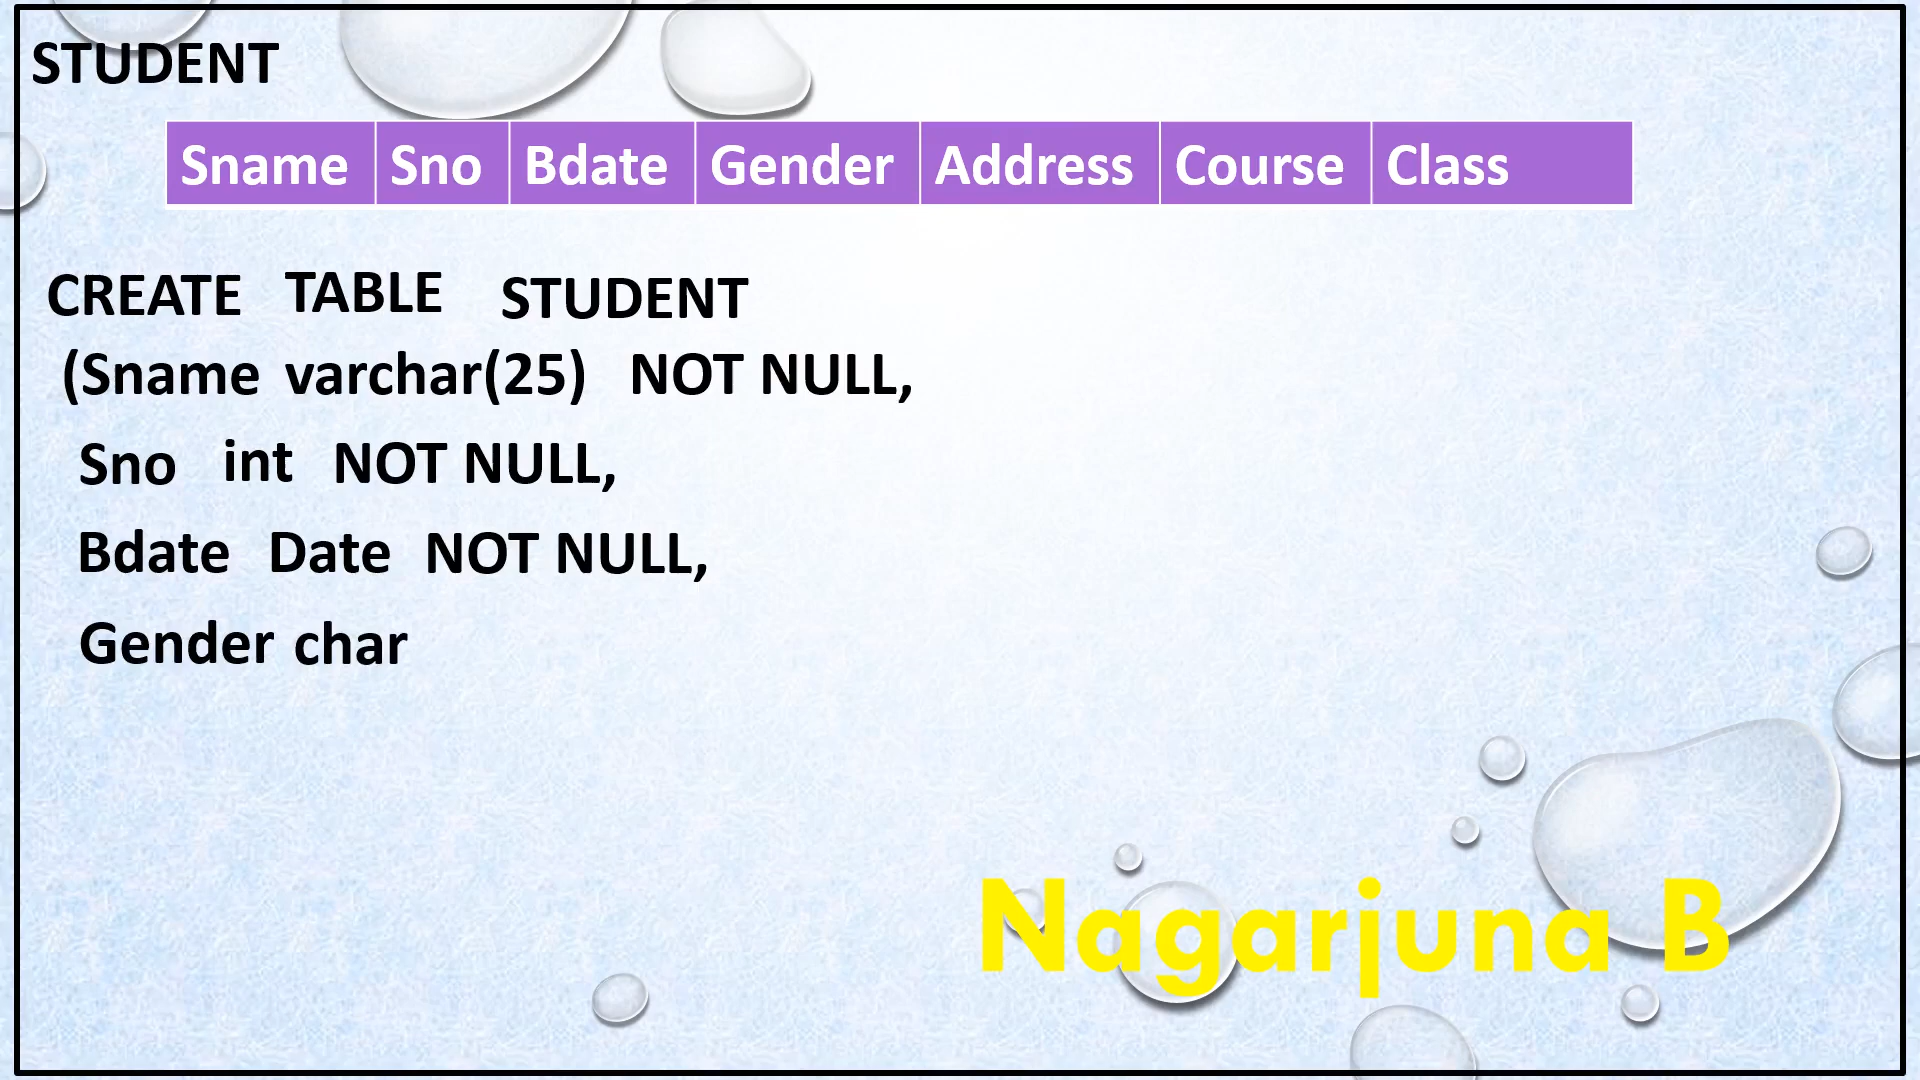 STUDENT
Sname Sno Bdate Gender Address Course Class
CREATE TABLE STUDENT
(Sname varchar(25) NOT NULL,
Sno int NOT NULL,
Bdate Date NOT NULL,
Gender char
Nagarjuna B